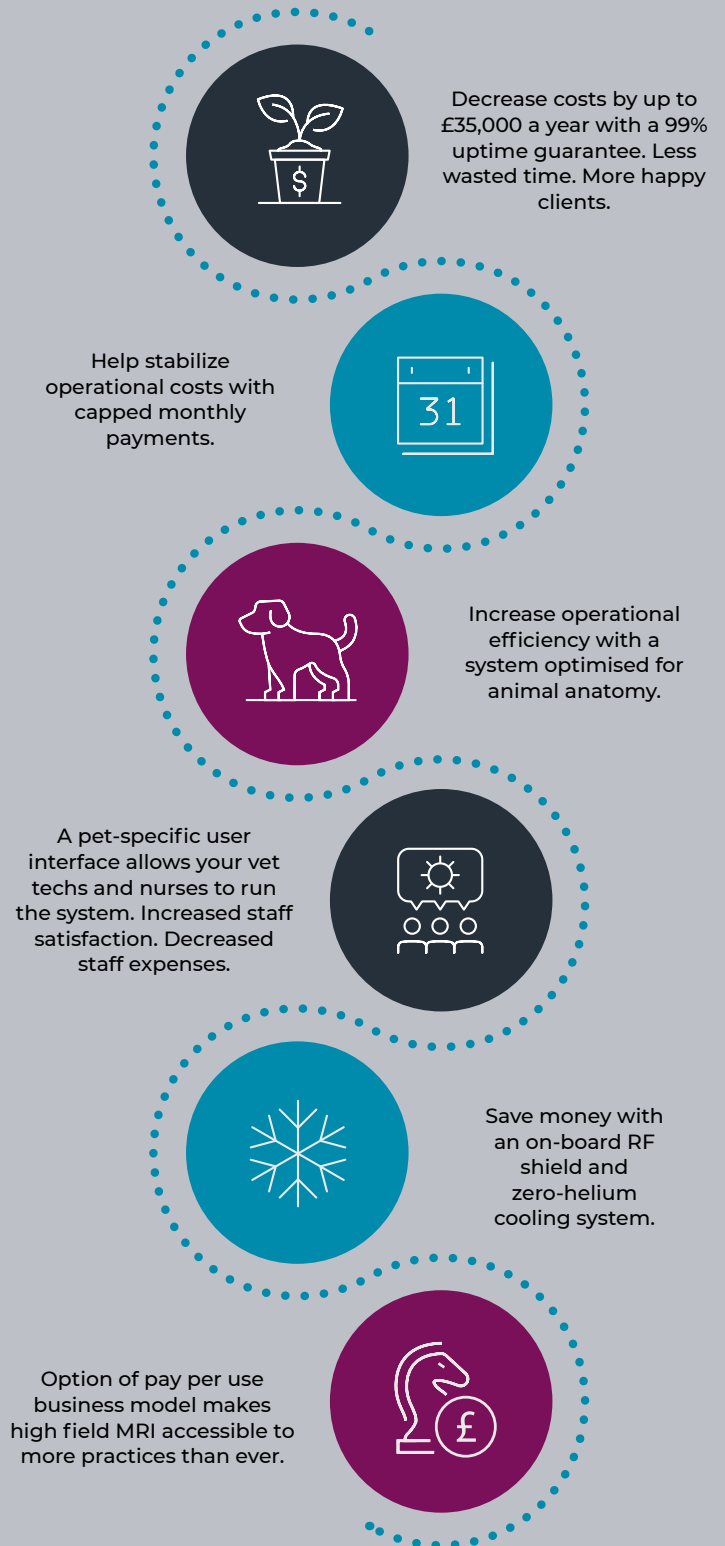 $
Decrease costs by up to
£35,000 a year with a 99%
uptime guarantee. Less
wasted time. More happy
clients.
Help stabilize
operational costs with
capped monthly
payments.
31
Increase operational
efficiency with a
system optimised for
animal anatomy.
A pet-specific user
interface allows your vet
techs and nurses to run
the system. Increased staff
satisfaction. Decreased
staff expenses.
Save money with
an on-board RF
shield and
zero-helium
cooling system.
Option of pay per use
business model makes
high field MRI accessible to
more practices than ever.
£